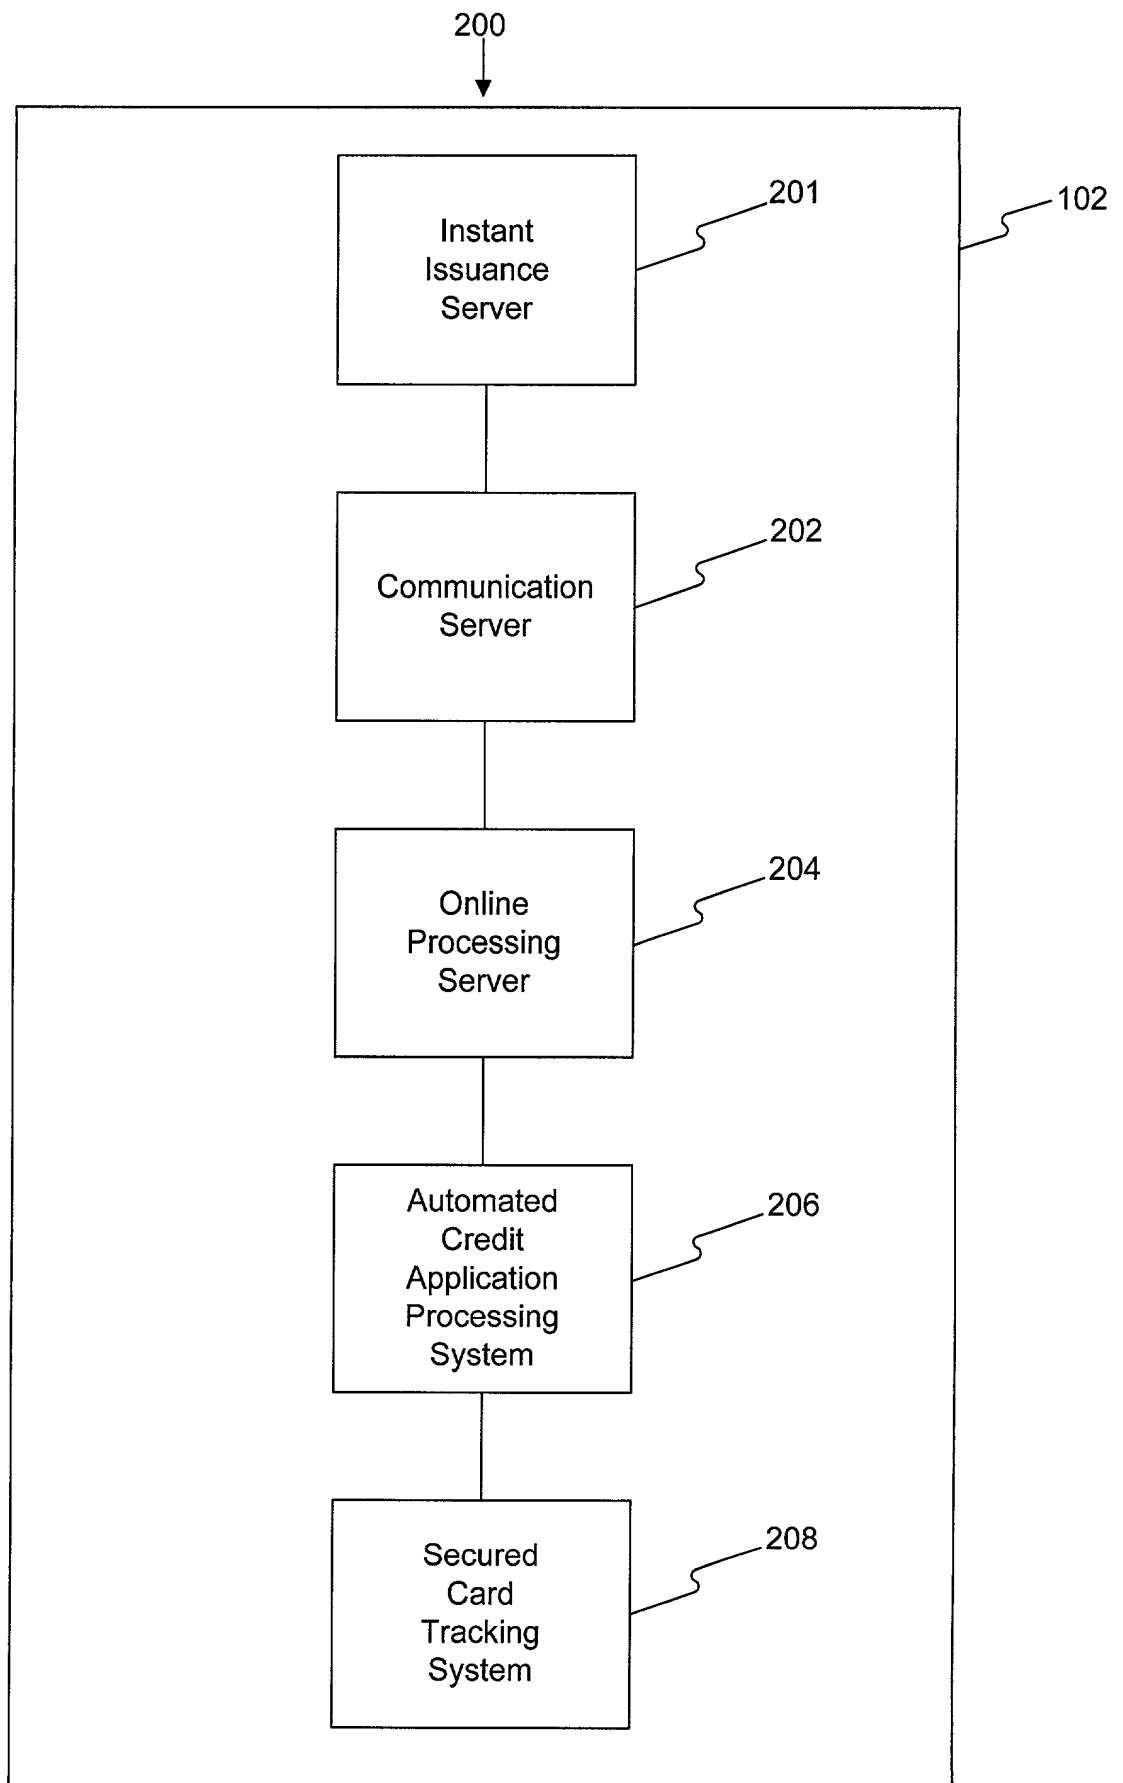 200
Instant
Issuance
Server
201
102
Communication
Server
202
Online
Processing
Server
204
Automated
Credit
Application
Processing
System
206
Secured
Card
Tracking
System
208